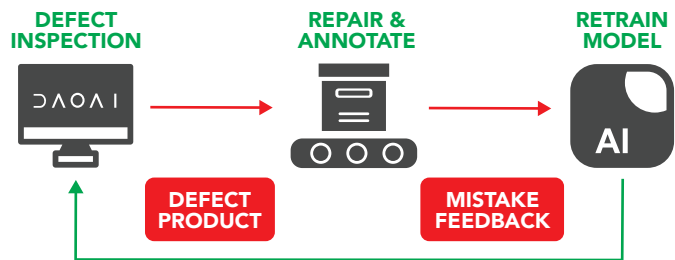 DEFECT
INSPECTION
REPAIR &
ANNOTATE
RETRAIN
MODEL
DAOAI
AI
DEFECT
PRODUCT
MISTAKE
FEEDBACK